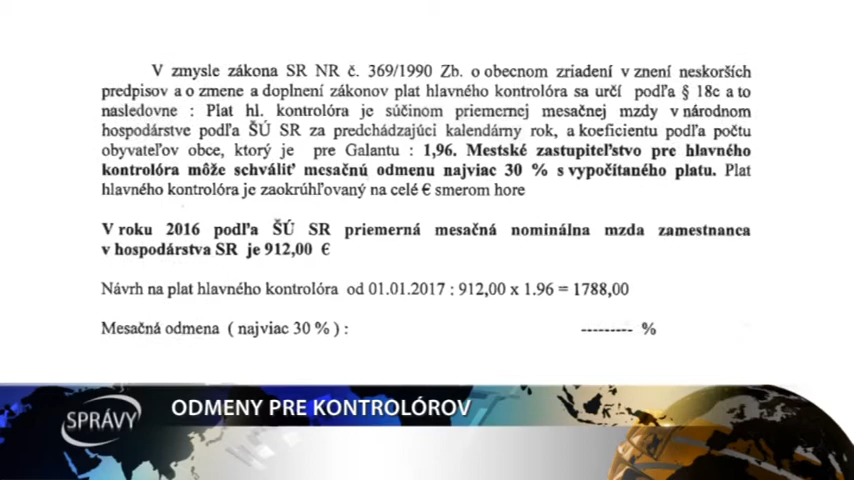 V zmysle zákona SR NR č. 369/1990 Zb. o obecnom zriadení v znení neskorších
predpisov a o zmene a doplnení zákonov plat hlavného kontrolóra sa určí podľa § 18c a to
nasledovne : Plat hl. kontrolóra je súčinom priemernej mesačnej mzdy v národnom
hospodárstve podľa ŠÚ SR za predchádzajúci kalendárny rok, a koeficientu podľa počtu
obyvateľov obce, ktorý je pre Galantu : 1,96. Mestské zastupiteľstvo pre hlavného
kontrolóra môže schváliť mesačnú odmenu najviac 30 % s vypočítaného platu. Plat
hlavného kontrolóra je zaokrúhľovaný na celé € smerom hore
V roku 2016 podľa ŠÚ SR priemerná mesačná nominálna mzda zamestnanca
v hospodárstva SR je 912,00 €
Návrh na plat hlavného kontrolóra od 01.01.2017 : 912,00 x 1.96 = 1788,00
Mesačná odmena ( najviac 30 % ) : --------- %
SPRÁVY
ODMENY PRE KONTROLÓROV